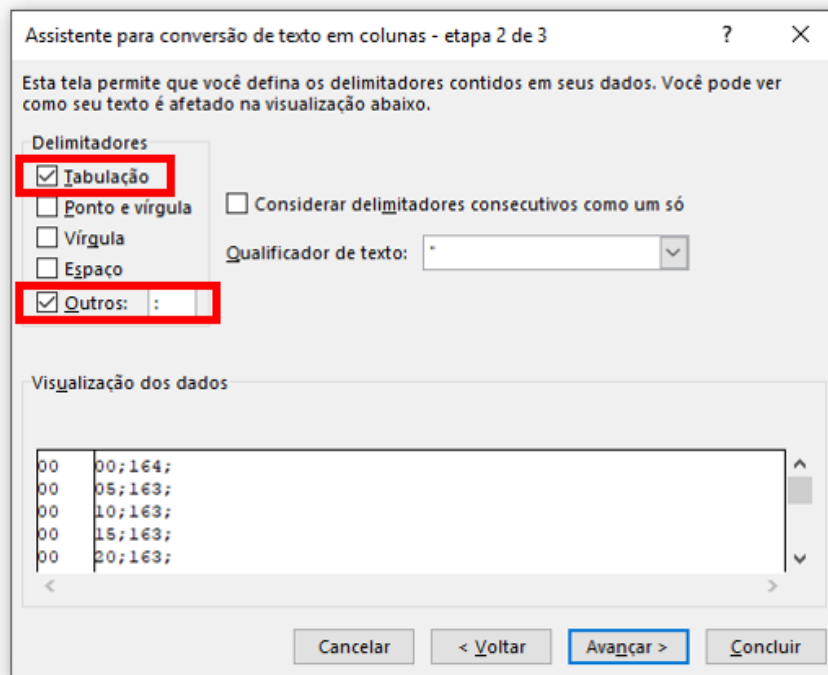 Assistente para conversão de texto em colunas - etapa 2 de 3 ? ×
Esta tela permite que você defina os delimitadores contidos em seus dados. Você pode ver
como seu texto é afetado na visualização abaixo.
Delimitadores
Tabulação
Ponto e vírgula
Vírgula
Espaço
Outros: :
Considerar delimitadores consecutivos como um só
Qualificador de texto: "
Visualização dos dados
00 00;164;
00 05;163;
00 10;163;
00 15;163;
00 20;163;
Cancelar < Voltar Avançar > Concluir